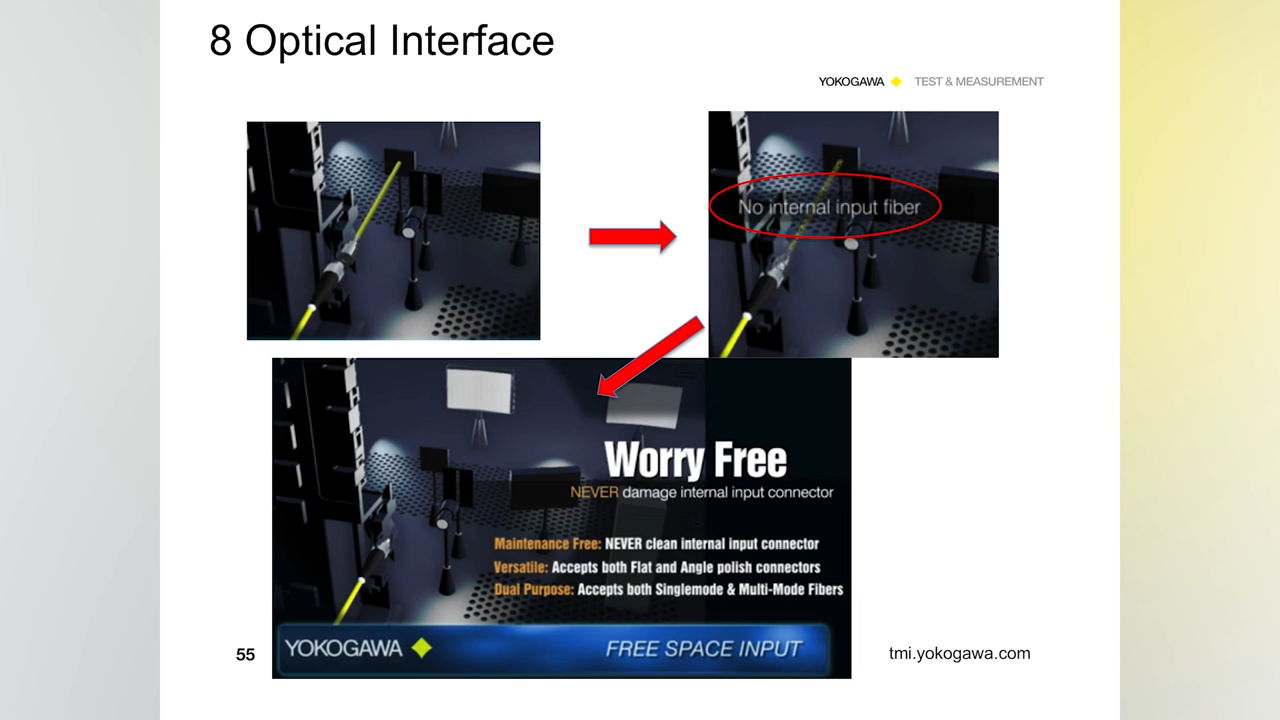 8 Optical Interface
YOKOGAWA TEST & MEASUREMENT
No internal input fiber
Worry Free
NEVER damage internal input connector
Maintenance Free: NEVER clean internal input connector
Versatile: Accepts both Flat and Angle polish connectors
Dual Purpose: Accepts both Singlemode & Multi-Mode Fibers
YOKOGAWA FREE SPACE INPUT
55
tmi.yokogawa.com